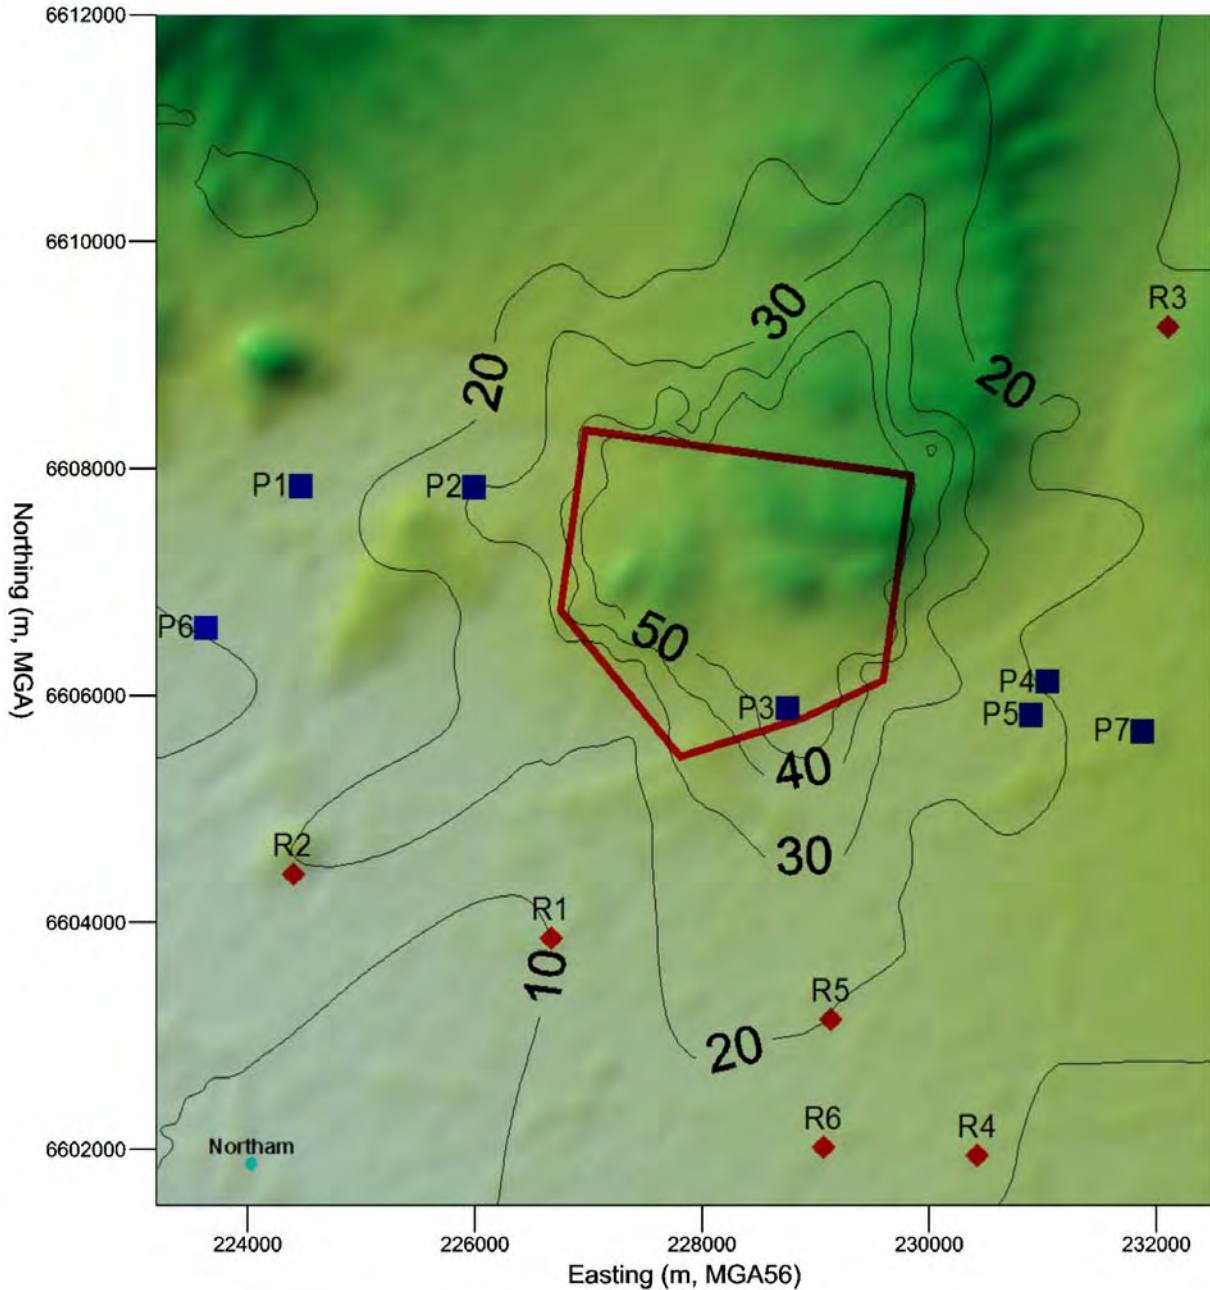 6612000
6610000
R3
30
20
20
6608000
P1
P2
Northing (m, MGA)
50
P6
6606000
P4
P3
P5
P7
40
R2
30
6604000
R1
10
R5
20
R6
R4
6602000
Northam
224000
226000
228000
230000
232000
Easting (m, MGA56)